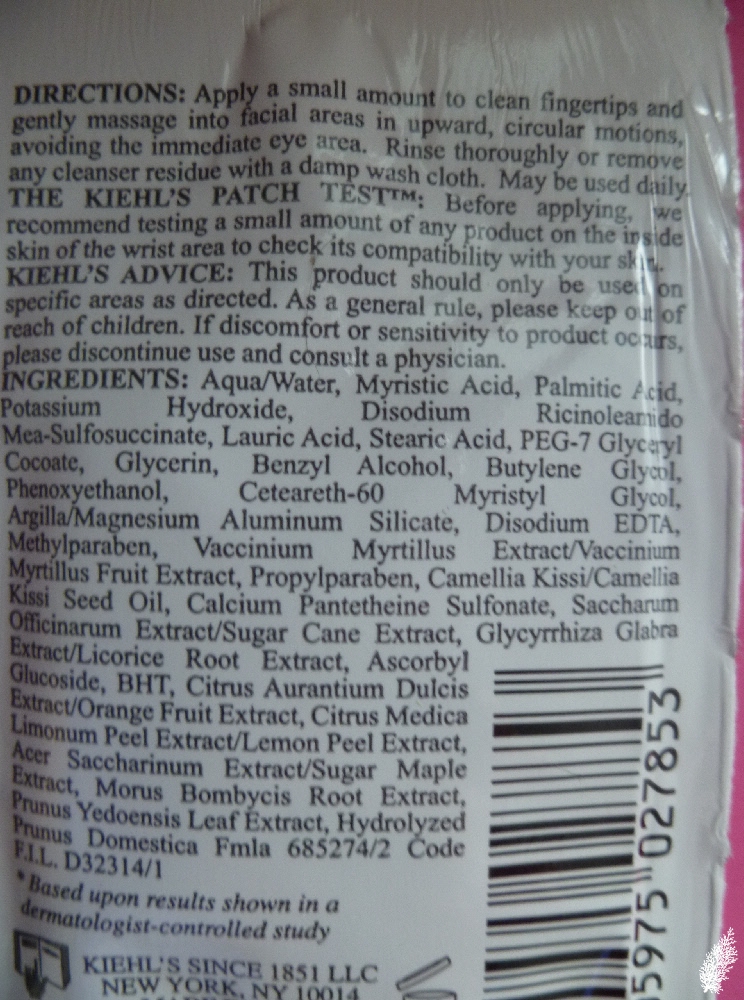 DIRECTIONS: Apply a small amount to clean fingertips and
gently massage into facial areas in upward, circular motions,
avoiding the immediate eye area. Rinse thoroughly or remove
any cleanser residue with a damp wash cloth. May be used daily.
THE KIEHL'S PATCH TEST™: Before applying, we
recommend testing a small amount of any product on the inside
skin of the wrist area to check its compatibility with your skin.
KIEHL'S ADVICE: This product should only be used on
specific areas as directed. As a general rule, please keep out of
reach of children. If discomfort or sensitivity to product occurs,
please discontinue use and consult a physician.
INGREDIENTS: Aqua/Water, Myristic Acid, Palmitic Acid,
Potassium Hydroxide, Disodium Ricinoleamido
Mea-Sulfosuccinate, Lauric Acid, Stearic Acid, PEG-7 Glyceryl
Cocoate, Glycerin, Benzyl Alcohol, Butylene Glycol,
Phenoxyethanol, Ceteareth-60 Myristyl Glycol,
Argilla/Magnesium Aluminum Silicate, Disodium EDTA,
Methylparaben, Vaccinium Myrtillus Extract/Vaccinium
Myrtillus Fruit Extract, Propylparaben, Camellia Kissi/Camellia
Kissi Seed Oil, Calcium Pantetheine Sulfonate, Saccharum
Officinarum Extract/Sugar Cane Extract, Glycyrrhiza Glabra
Extract/Licorice Root Extract, Ascorbyl
Glucoside, BHT, Citrus Aurantium Dulcis
Extract/Orange Fruit Extract, Citrus Medica
Limonum Peel Extract/Lemon Peel Extract,
Acer Saccharinum Extract/Sugar Maple
Extract, Morus Bombycis Root Extract,
Prunus Yedoensis Leaf Extract, Hydrolyzed
Prunus Domestica Fmla 685274/2 Code
F.I.L. D32314/1
*Based upon results shown in a
dermatologist-controlled study
KIEHL'S SINCE 1851 LLC
NEW YORK, NY 10014
5975 027853